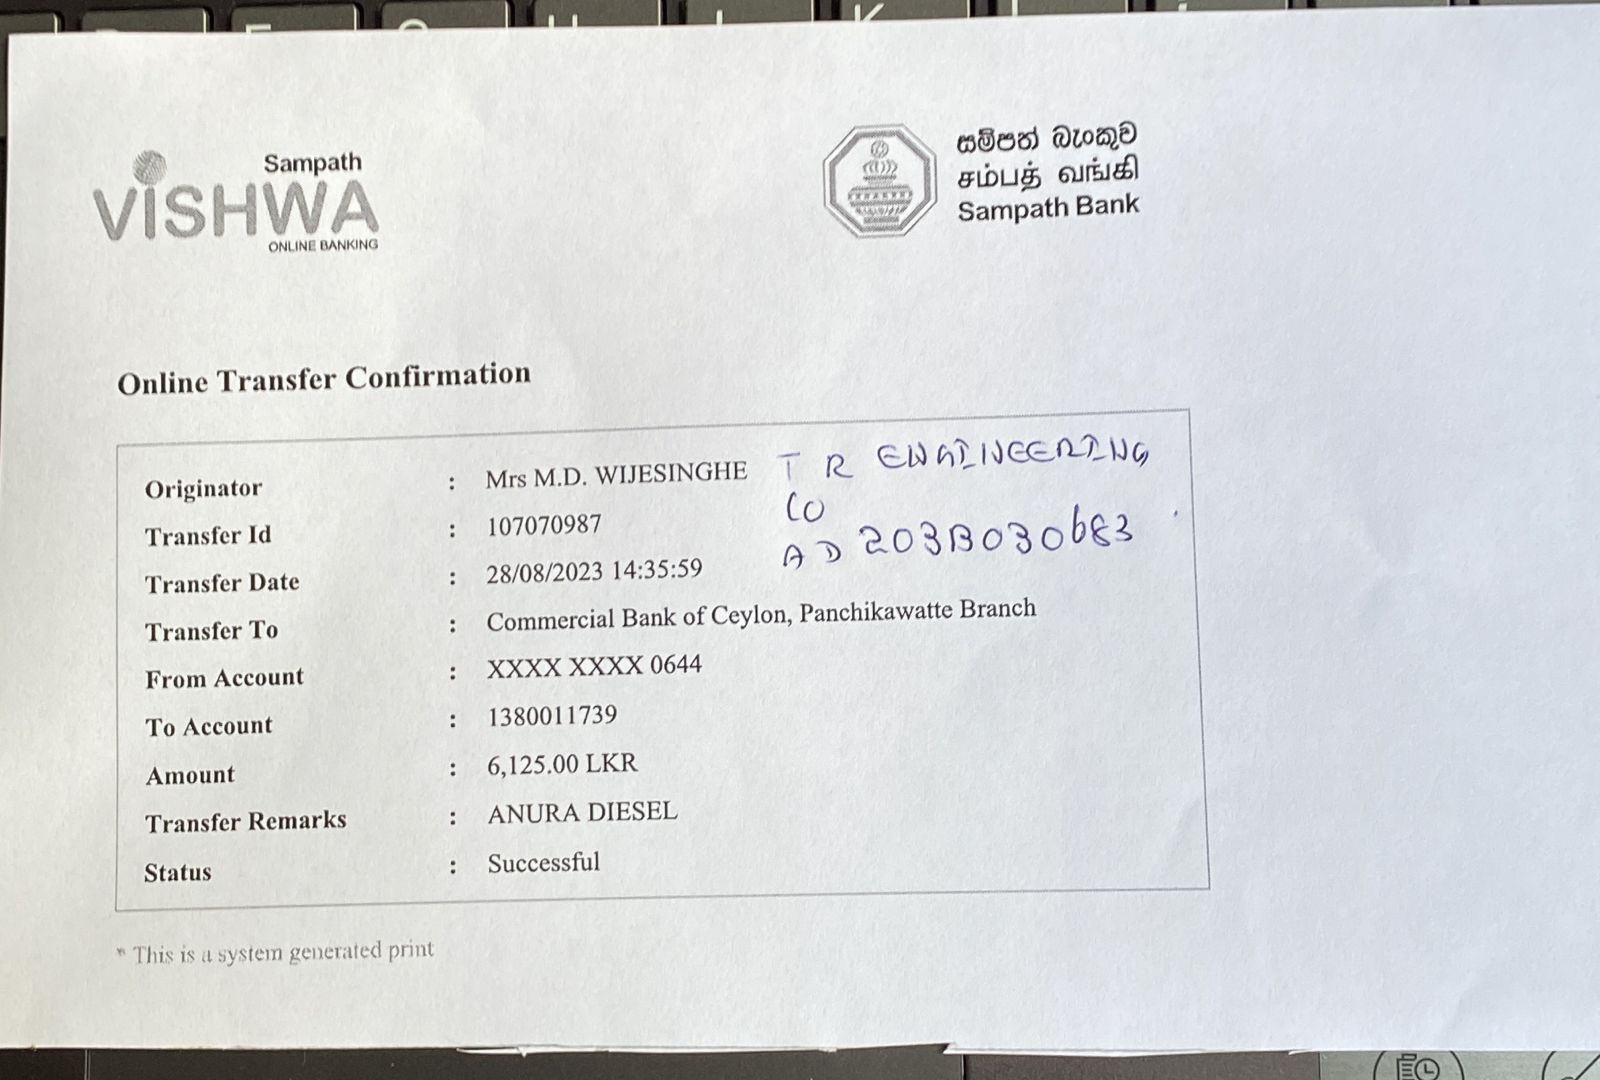 Sampath
VISHWA
ONLINE BANKING
සම්පත් බැංකුව
சம்பத் வங்கி
Sampath Bank
Online Transfer Confirmation
Originator : Mrs M.D. WIJESINGHE T R ENGINEERING
CO
Transfer Id : 107070987
AD 203B030683
Transfer Date : 28/08/2023 14:35:59
Transfer To : Commercial Bank of Ceylon, Panchikawatte Branch
From Account : XXXX XXXX 0644
To Account : 1380011739
Amount : 6,125.00 LKR
Transfer Remarks : ANURA DIESEL
Status : Successful
* This is a system generated print